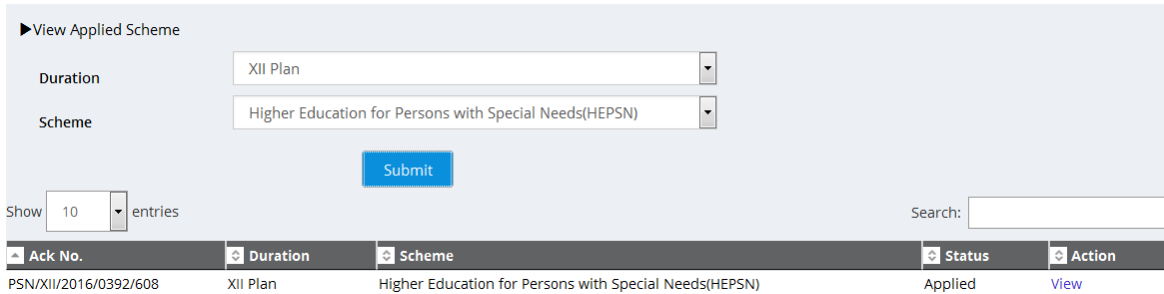 ▶View Applied Scheme
Duration XII Plan
Scheme Higher Education for Persons with Special Needs(HEPSN)
Submit
Show 10 entries Search:
Ack No. Duration Scheme Status Action
PSN/XII/2016/0392/608 XII Plan Higher Education for Persons with Special Needs(HEPSN) Applied View